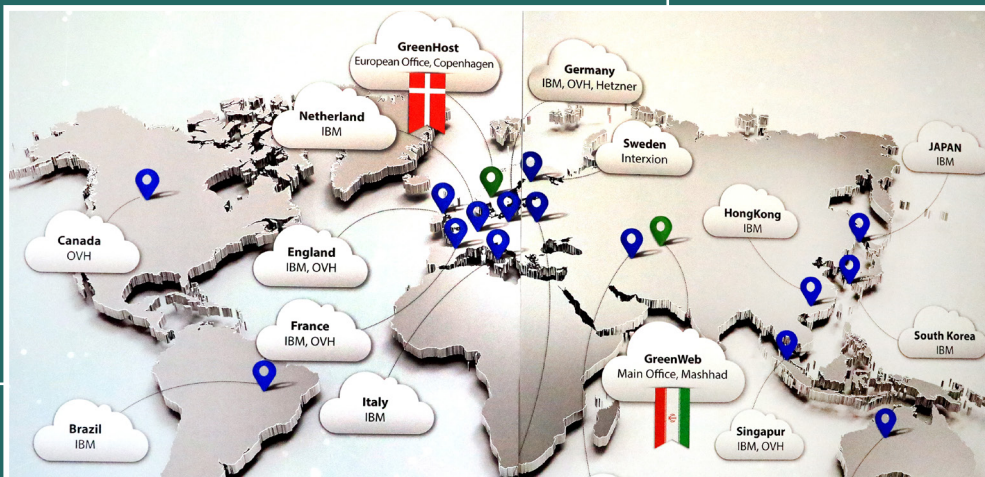 GreenHost
European Office, Copenhagen
Germany
IBM, OVH, Hetzner
Netherland
IBM
Sweden
Interxion
JAPAN
IBM
HongKong
IBM
Canada
OVH
England
IBM, OVH
France
IBM, OVH
South Korea
IBM
GreenWeb
Main Office, Mashhad
Italy
IBM
Brazil
IBM
Singapur
IBM, OVH